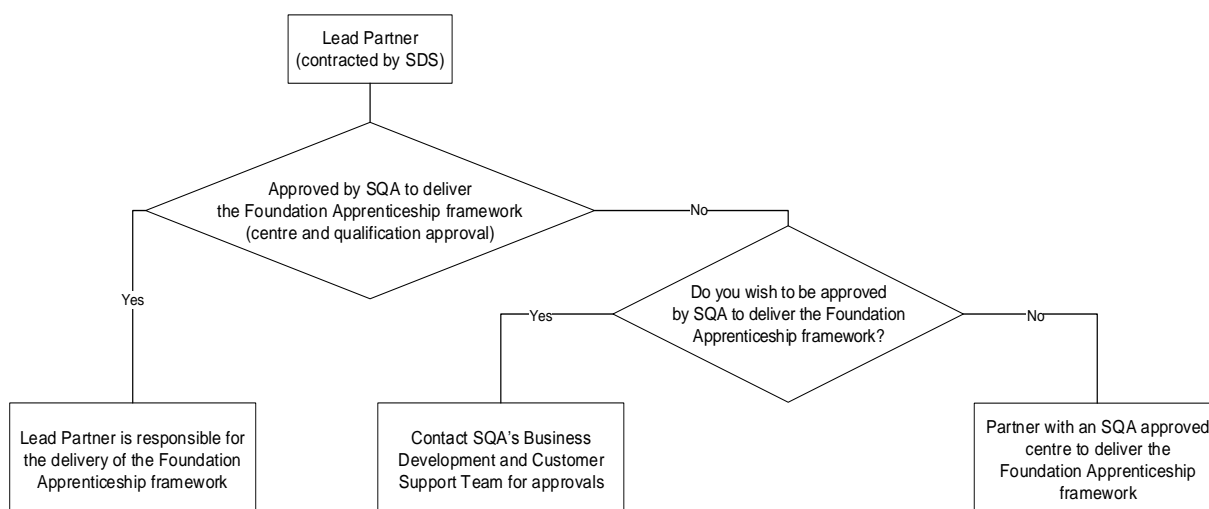 Lead Partner
(contracted by SDS)
Approved by SQA to deliver
the Foundation Apprenticeship framework
(centre and qualification approval)
No
Yes
Do you wish to be approved
by SQA to deliver the Foundation
Apprenticeship framework?
Yes
No
Lead Partner is responsible for
the delivery of the Foundation
Apprenticeship framework
Contact SQA's Business
Development and Customer
Support Team for approvals
Partner with an SQA approved
centre to deliver the
Foundation Apprenticeship
framework